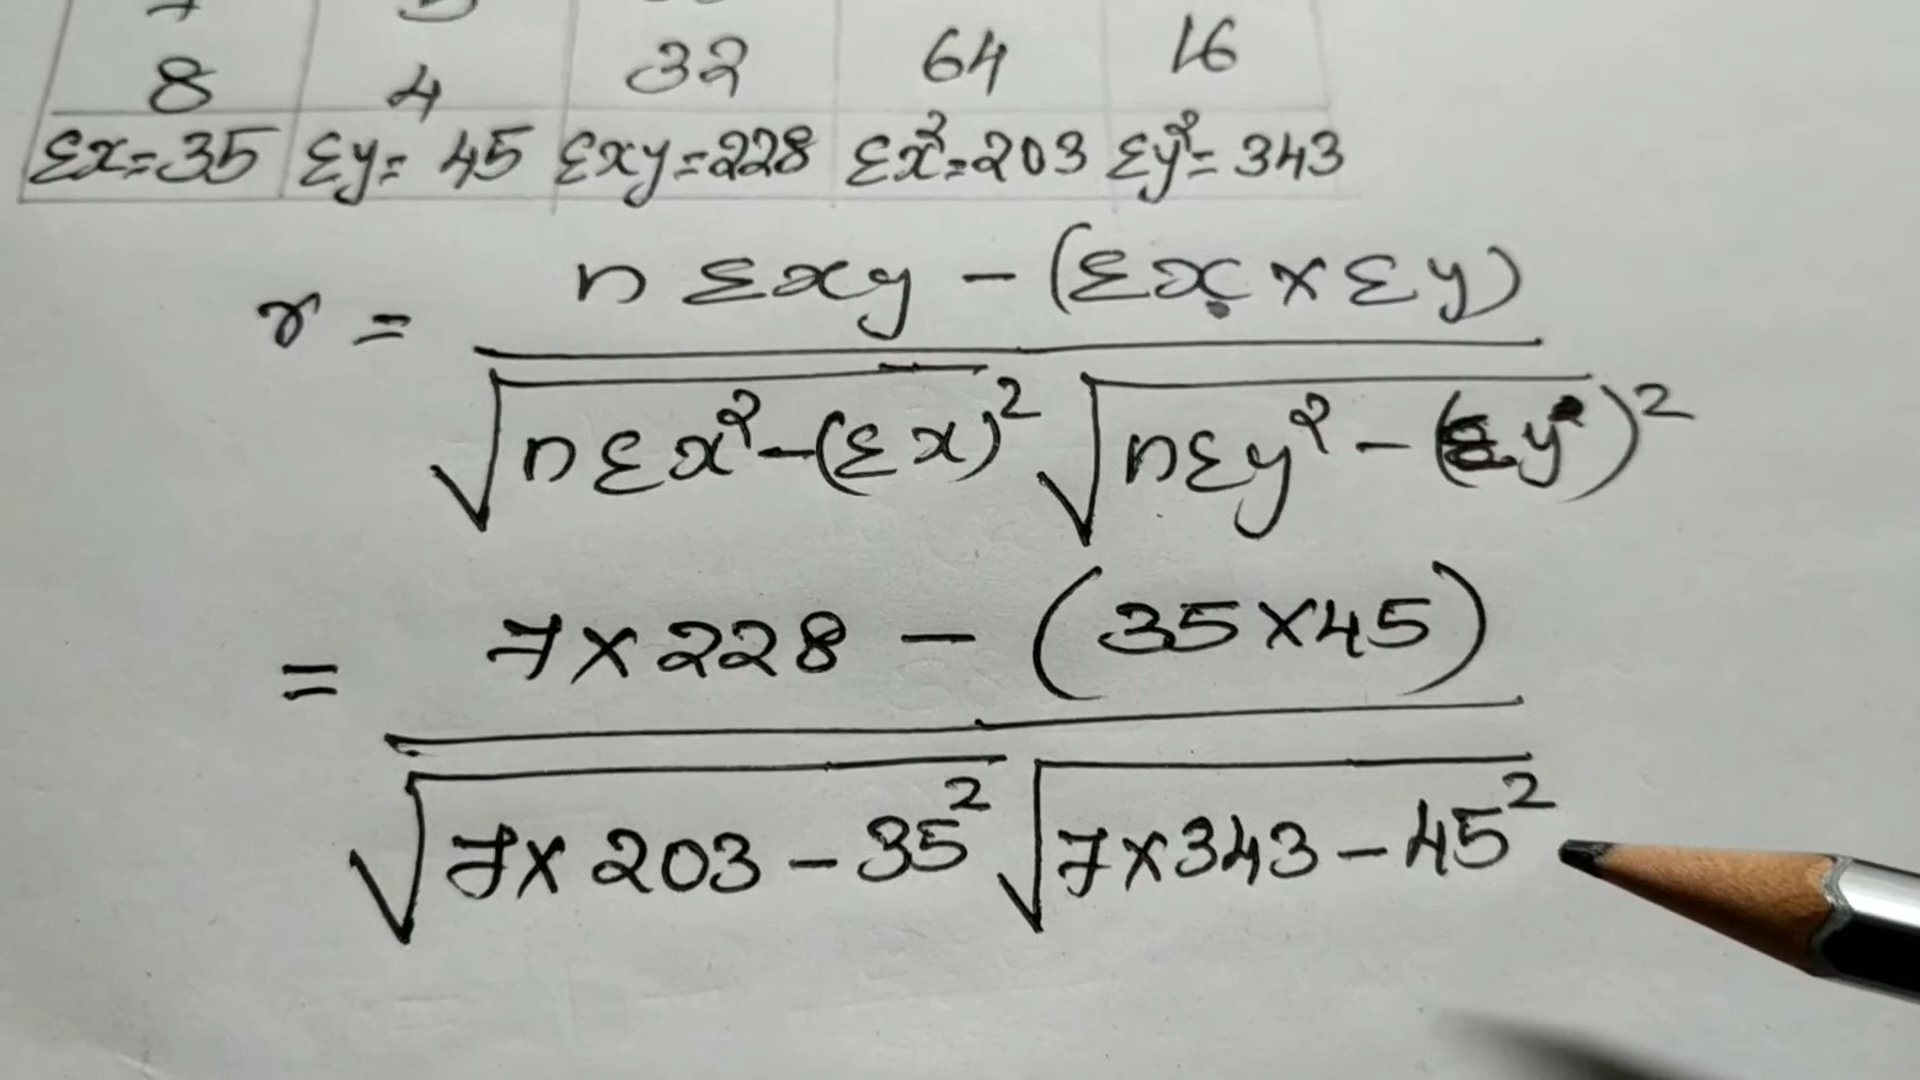 8 4 32 64 16
Σx=35 Σy=45 Σxy=228 Σx²=203 Σy²=343
r = n Σxy - (Σx × Σy)
√nΣx²-(Σx)² √nΣy²-(Σy)²
= 7×228 - (35×45)
√7×203-35² √7×343-45²